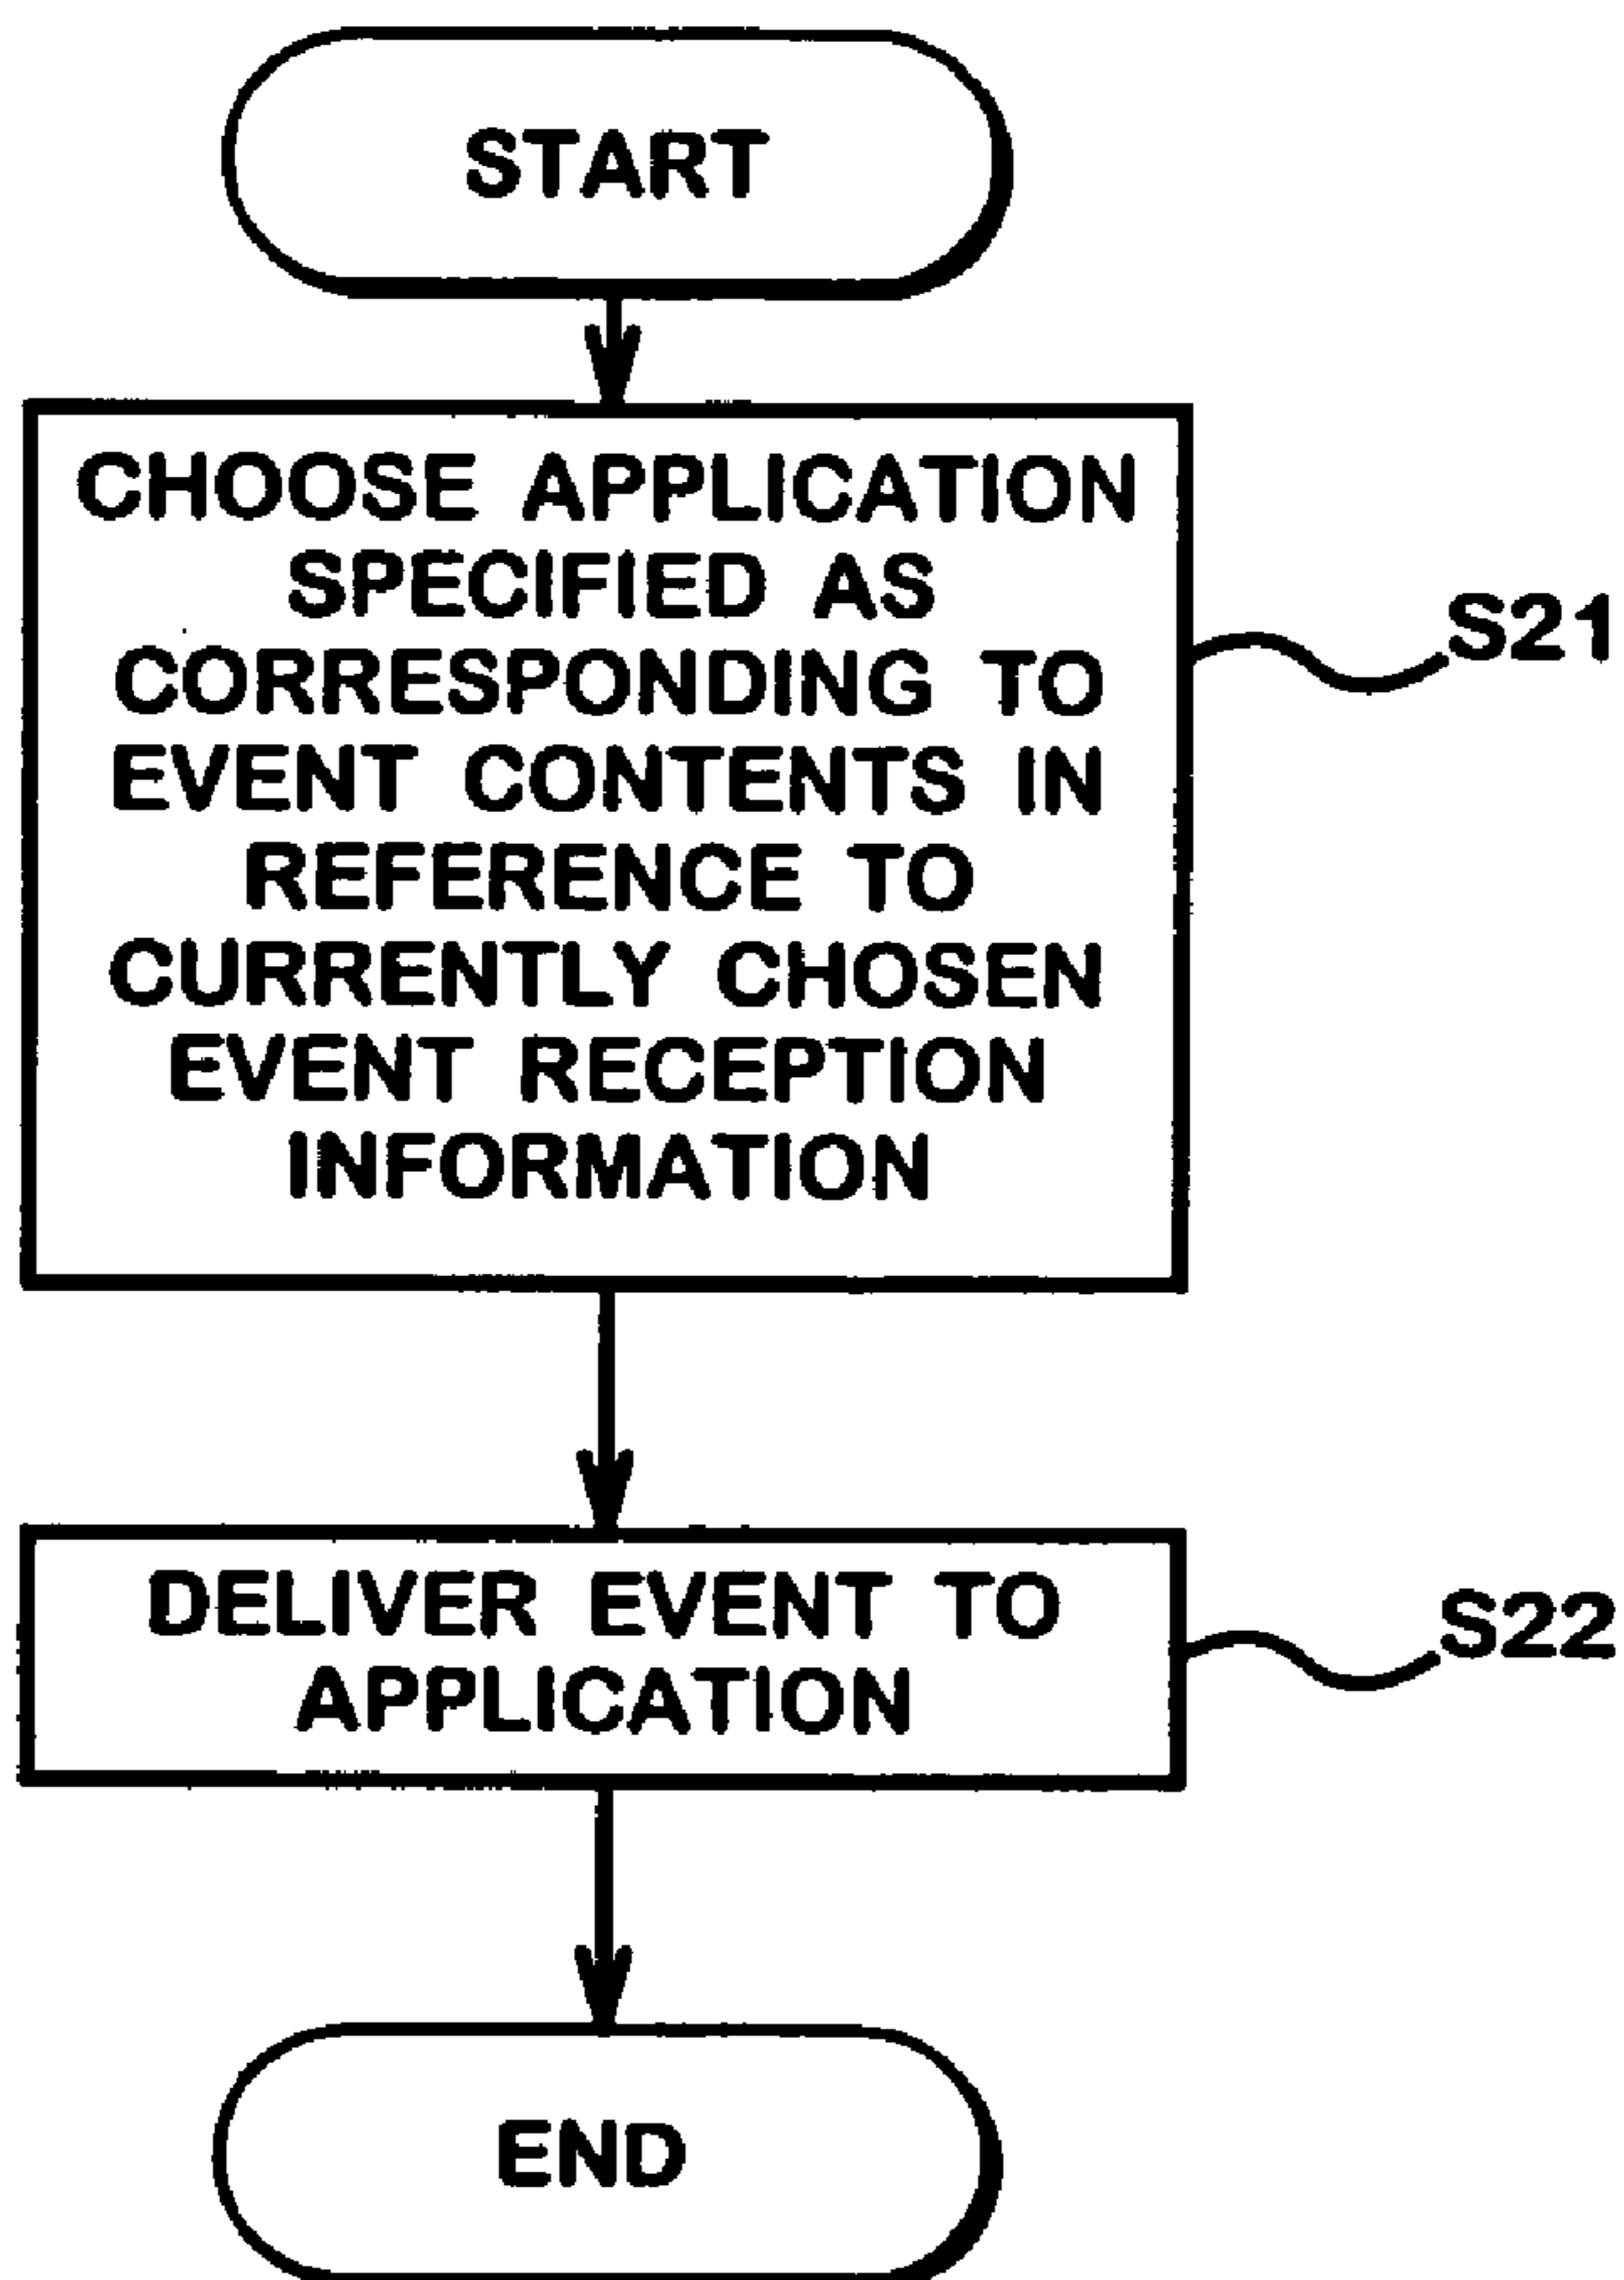 START
CHOOSE APPLICATION
SPECIFIED AS
CORRESPONDING TO
EVENT CONTENTS IN
REFERENCE TO
CURRENTLY CHOSEN
EVENT RECEPTION
INFORMATION
S21
DELIVER EVENT TO
APPLICATION
S22
END